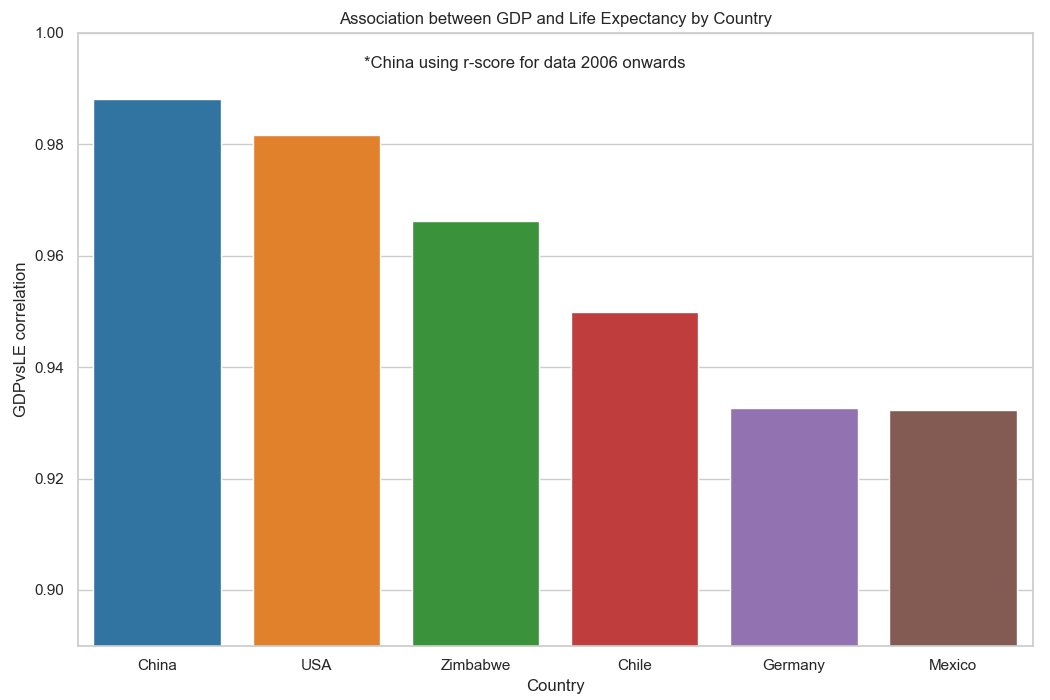 Association between GDP and Life Expectancy by Country
*China using r-score for data 2006 onwards
GDPvsLE correlation
1.00
0.98
0.96
0.94
0.92
0.90
China
USA
Zimbabwe
Chile
Germany
Mexico
Country